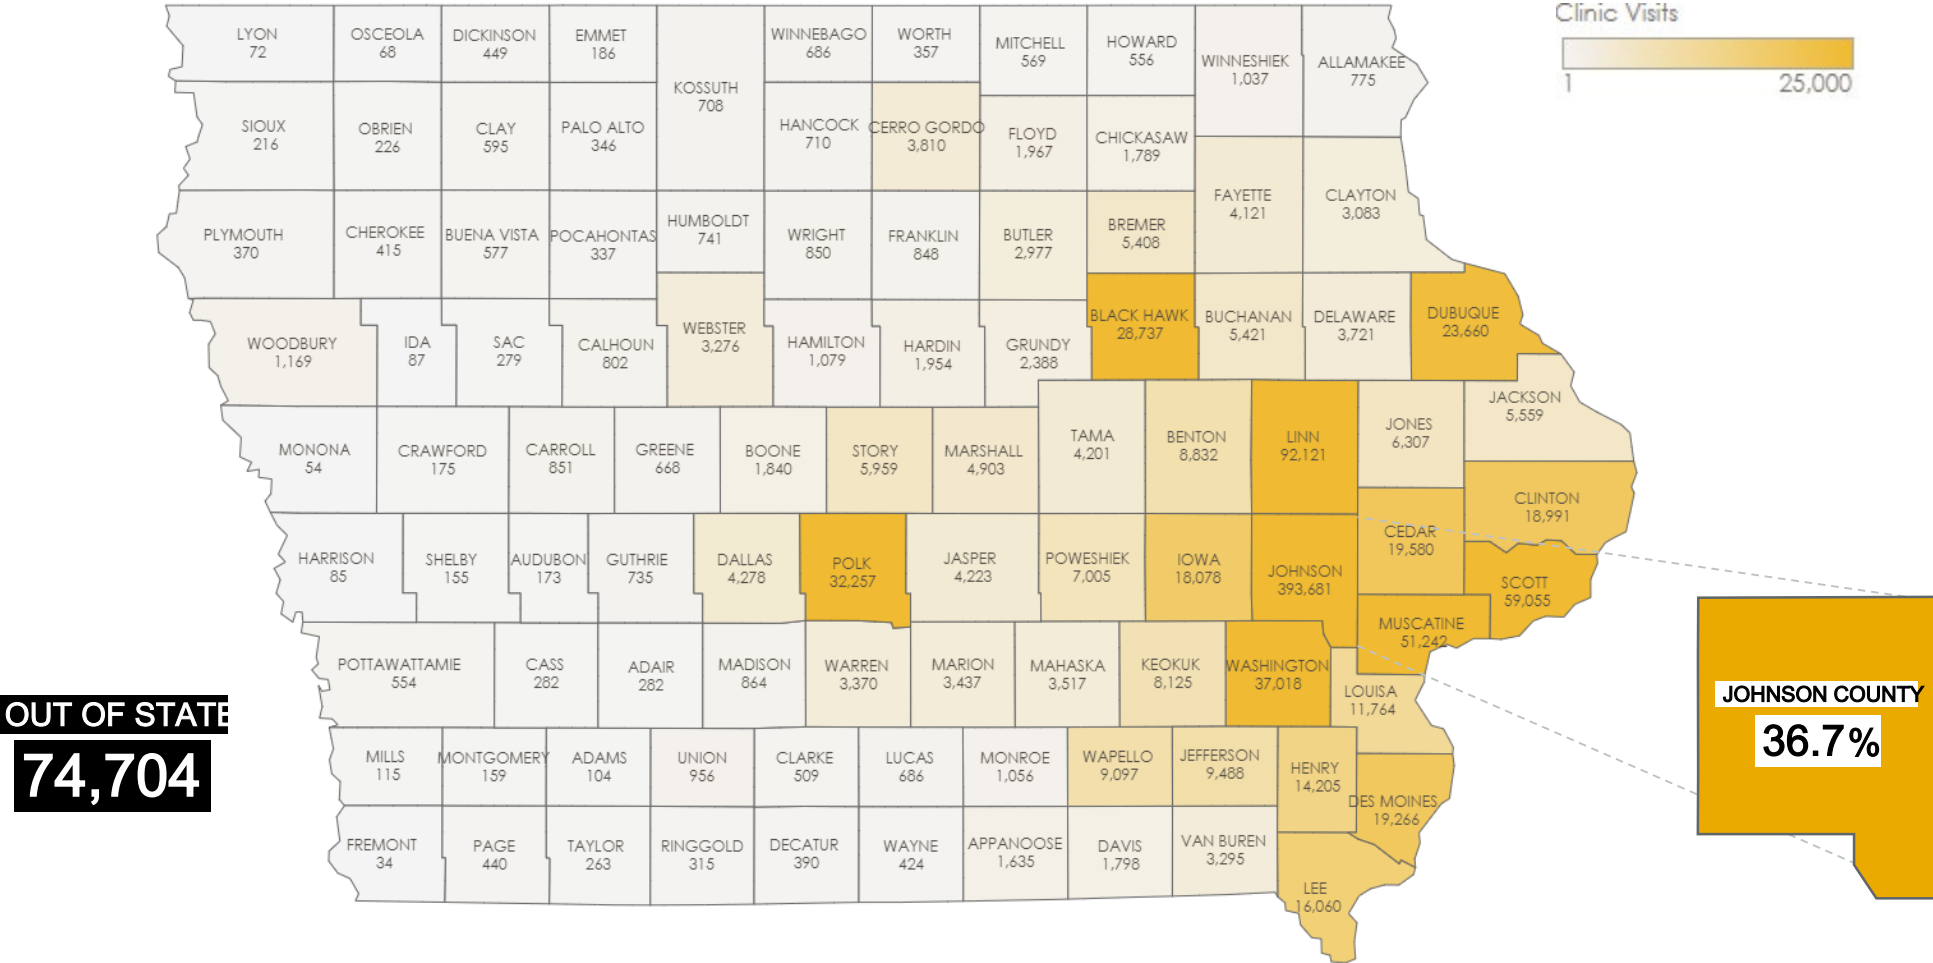 Clinic Visits
1
25,000
LYON
72
OSCEOLA
68
DICKINSON
449
EMMET
186
KOSSUTH
708
WINNEBAGO
686
WORTH
357
MITCHELL
569
HOWARD
556
WINNESHIEK
1,037
ALLAMAKEE
775
SIOUX
216
OBRIEN
226
CLAY
595
PALO ALTO
346
HANCOCK
710
CERRO GORDO
3,810
FLOYD
1,967
CHICKASAW
1,789
FAYETTE
4,121
CLAYTON
3,083
PLYMOUTH
370
CHEROKEE
415
BUENA VISTA
577
POCAHONTAS
337
HUMBOLDT
741
WRIGHT
850
FRANKLIN
848
BUTLER
2,977
BREMER
5,408
WOODBURY
1,169
IDA
87
SAC
279
CALHOUN
802
WEBSTER
3,276
HAMILTON
1,079
HARDIN
1,954
GRUNDY
2,388
BLACK HAWK
28,737
BUCHANAN
5,421
DELAWARE
3,721
DUBUQUE
23,660
MONONA
54
CRAWFORD
175
CARROLL
851
GREENE
668
BOONE
1,840
STORY
5,959
MARSHALL
4,903
TAMA
4,201
BENTON
8,832
LINN
92,121
JONES
6,307
JACKSON
5,559
CLINTON
18,991
HARRISON
85
SHELBY
155
AUDUBON
173
GUTHRIE
735
DALLAS
4,278
POLK
32,257
JASPER
4,223
POWESHIEK
7,005
IOWA
18,078
JOHNSON
393,681
CEDAR
19,580
SCOTT
59,055
MUSCATINE
51,242
POTTAWATTAMIE
554
CASS
282
ADAIR
282
MADISON
864
WARREN
3,370
MARION
3,437
MAHASKA
3,517
KEOKUK
8,125
WASHINGTON
37,018
LOUISA
11,764
MILLS
115
MONTGOMERY
159
ADAMS
104
UNION
956
CLARKE
509
LUCAS
686
MONROE
1,056
WAPELLO
9,097
JEFFERSON
9,488
HENRY
14,205
DES MOINES
19,266
FREMONT
34
PAGE
440
TAYLOR
263
RINGGOLD
315
DECATUR
390
WAYNE
424
APPANOOSE
1,635
DAVIS
1,798
VAN BUREN
3,295
LEE
16,060
OUT OF STATE
74,704
JOHNSON COUNTY
36.7%